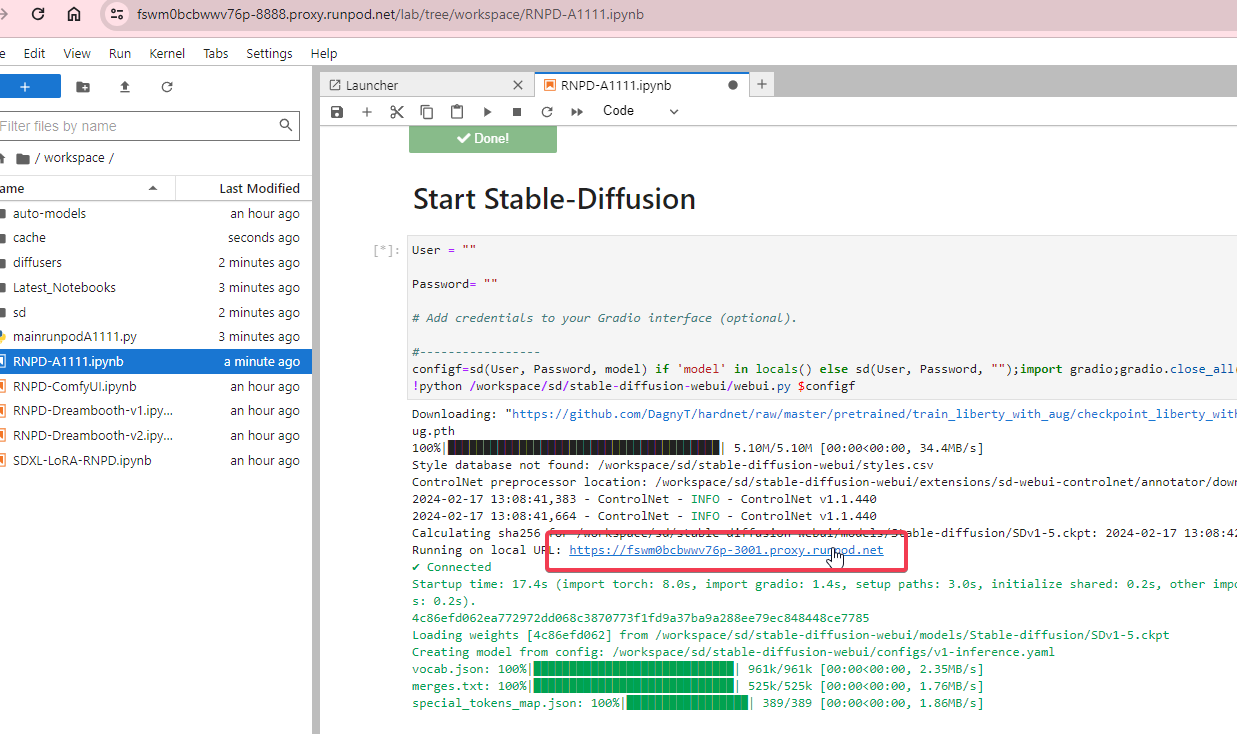 fswm0bcbwwv76p-8888.proxy.runpod.net/lab/tree/workspace/RNPD-A1111.ipynb
Edit View Run Kernel Tabs Settings Help
Launcher
RNPD-A1111.ipynb
Code
Filter files by name
/ workspace /
Last Modified
auto-models an hour ago
cache seconds ago
diffusers 2 minutes ago
Latest_Notebooks 3 minutes ago
sd 2 minutes ago
mainrunpodA1111.py 3 minutes ago
RNPD-A1111.ipynb a minute ago
RNPD-ComfyUI.ipynb an hour ago
RNPD-Dreambooth-v1.ipy... an hour ago
RNPD-Dreambooth-v2.ipy... an hour ago
SDXL-LoRA-RNPD.ipynb an hour ago
✔ Done!
Start Stable-Diffusion
[*]: User = ""
Password= ""
# Add credentials to your Gradio interface (optional).
#----------------
configf=sd(User, Password, model) if 'model' in locals() else sd(User, Password, "");import gradio;gradio.close_all(
!python /workspace/sd/stable-diffusion-webui/webui.py $configf
Downloading: "https://github.com/DagnyT/hardnet/raw/master/pretrained/train_liberty_with_aug/checkpoint_liberty_with
ug.pth
100%| | 5.10M/5.10M [00:00<00:00, 34.4MB/s]
Style database not found: /workspace/sd/stable-diffusion-webui/styles.csv
ControlNet preprocessor location: /workspace/sd/stable-diffusion-webui/extensions/sd-webui-controlnet/annotator/down
2024-02-17 13:08:41,383 - ControlNet - INFO - ControlNet v1.1.440
2024-02-17 13:08:41,664 - ControlNet - INFO - ControlNet v1.1.440
Calculating sha256 for /workspace/sd/stable-diffusion-webui/models/Stable-diffusion/SDv1-5.ckpt: 2024-02-17 13:08:42
Running on local URL: https://fswm0bcbwwv76p-3001.proxy.runpod.net
✔ Connected
Startup time: 17.4s (import torch: 8.0s, import gradio: 1.4s, setup paths: 3.0s, initialize shared: 0.2s, other impo
s: 0.2s).
4c86efd062ea772972dd068c3870773f1fd9a37ba9a288ee79ec848448ce7785
Loading weights [4c86efd062] from /workspace/sd/stable-diffusion-webui/models/Stable-diffusion/SDv1-5.ckpt
Creating model from config: /workspace/sd/stable-diffusion-webui/configs/v1-inference.yaml
vocab.json: 100%| | 961k/961k [00:00<00:00, 2.35MB/s]
merges.txt: 100%| | 525k/525k [00:00<00:00, 1.76MB/s]
special_tokens_map.json: 100%| | 389/389 [00:00<00:00, 1.86MB/s]